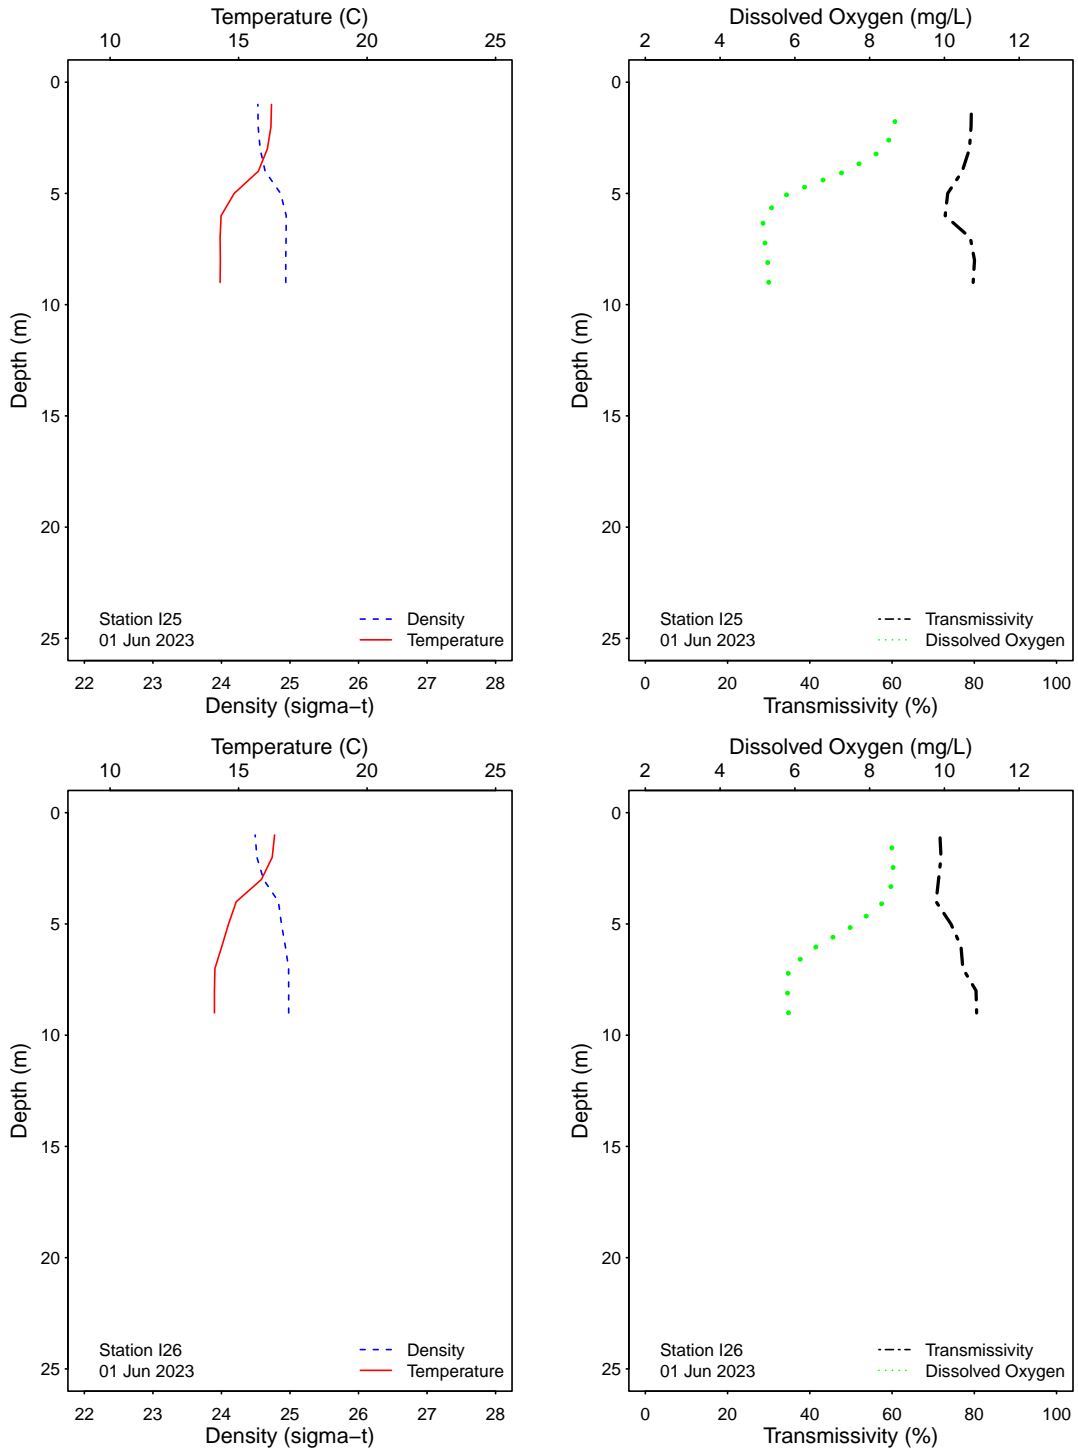 Temperature (C)
10 15 20 25
0
5
10
15
20
25
Depth (m)
Station I25
01 Jun 2023
Density
Temperature
22 23 24 25 26 27 28
Density (sigma−t)
Dissolved Oxygen (mg/L)
2 4 6 8 10 12
0
5
10
15
20
25
Depth (m)
Station I25
01 Jun 2023
Transmissivity
Dissolved Oxygen
0 20 40 60 80 100
Transmissivity (%)
Temperature (C)
10 15 20 25
0
5
10
15
20
25
Depth (m)
Station I26
01 Jun 2023
Density
Temperature
22 23 24 25 26 27 28
Density (sigma−t)
Dissolved Oxygen (mg/L)
2 4 6 8 10 12
0
5
10
15
20
25
Depth (m)
Station I26
01 Jun 2023
Transmissivity
Dissolved Oxygen
0 20 40 60 80 100
Transmissivity (%)